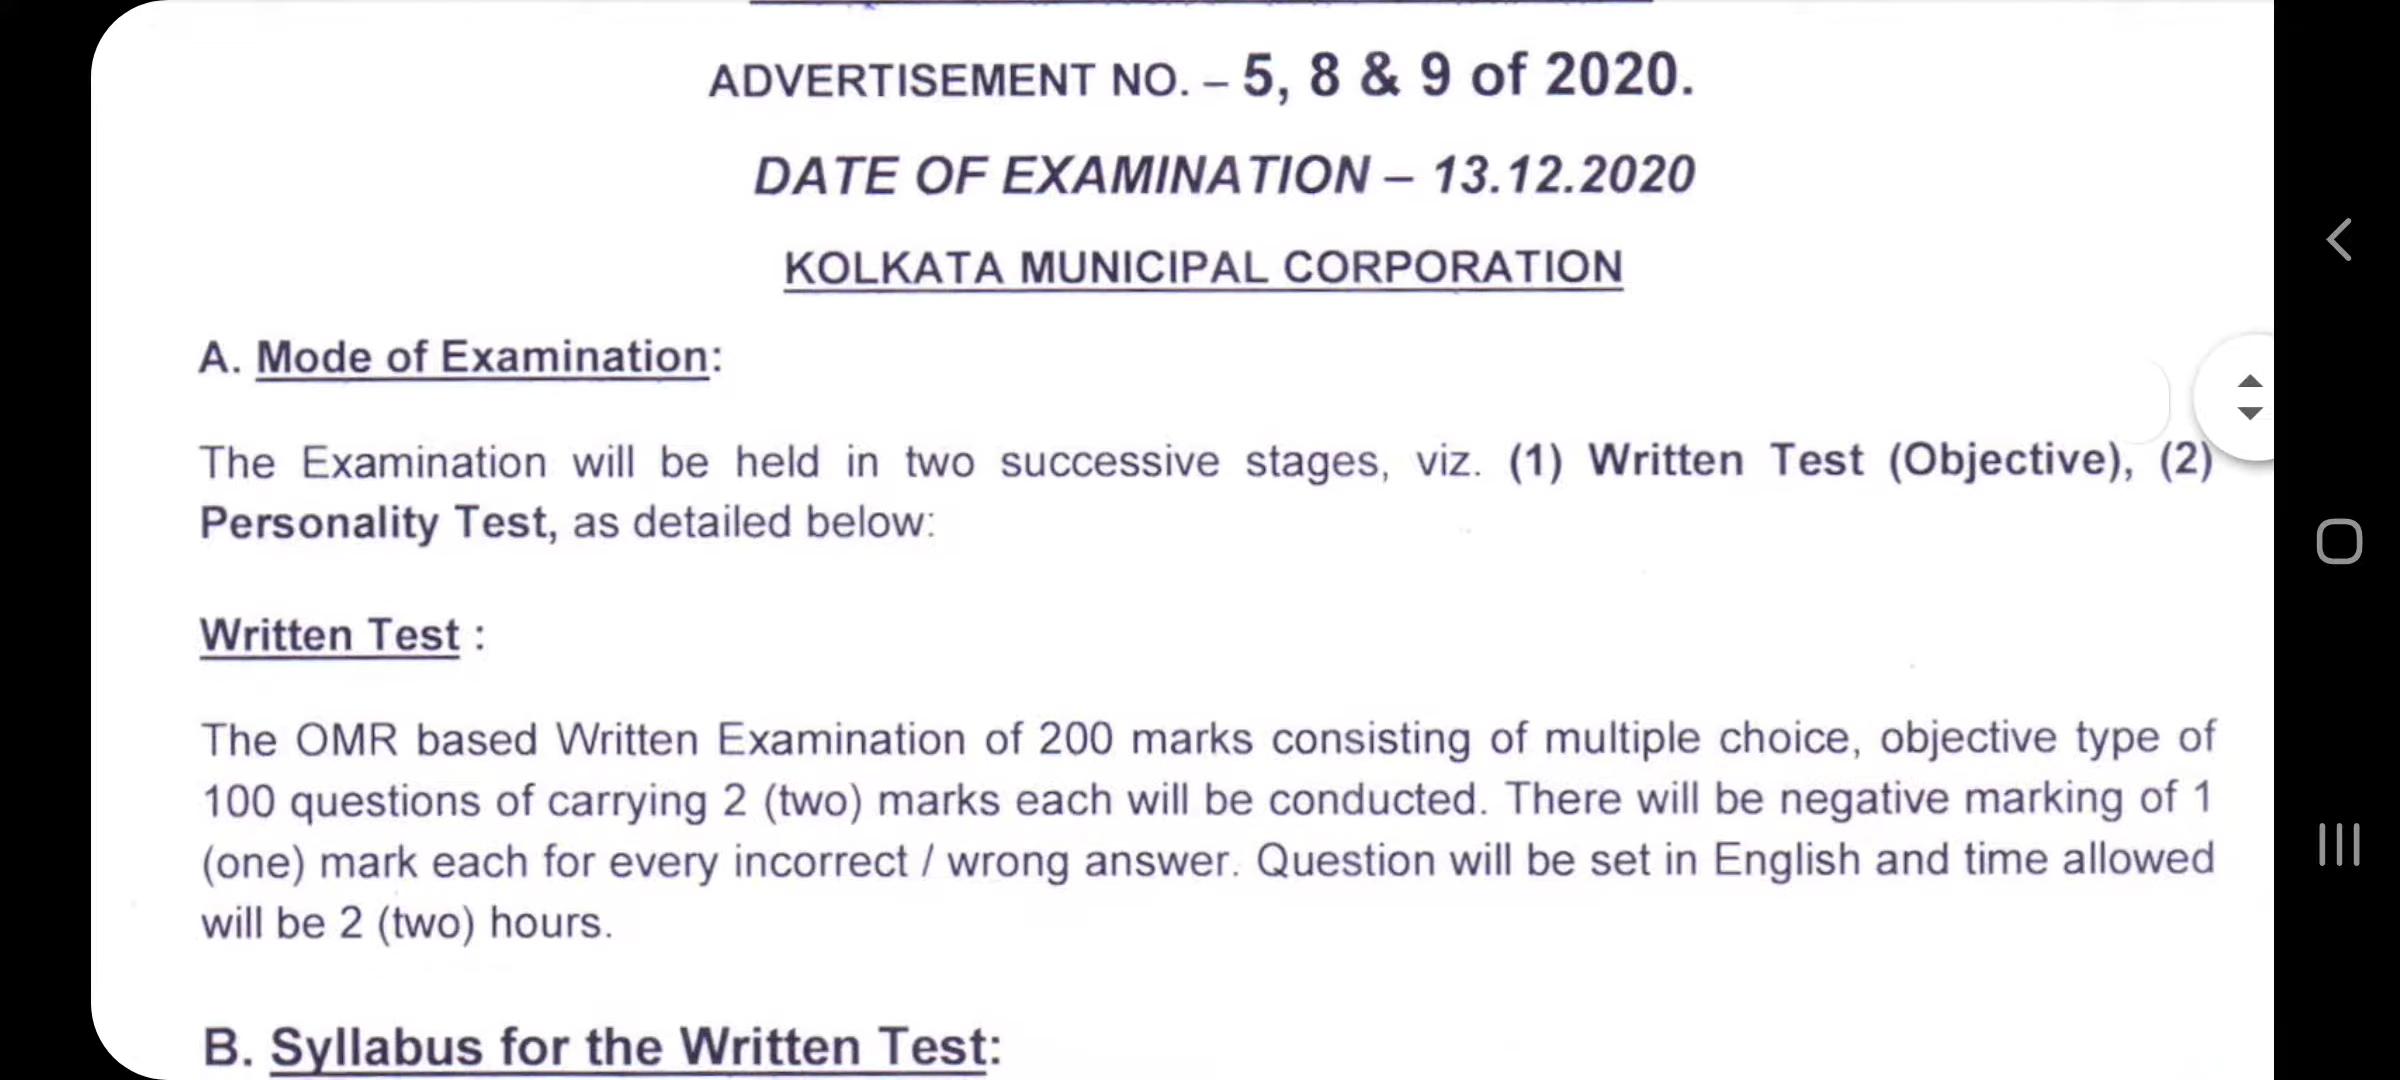 ADVERTISEMENT NO. – 5, 8 & 9 of 2020.
DATE OF EXAMINATION – 13.12.2020
KOLKATA MUNICIPAL CORPORATION
A. Mode of Examination:
The Examination will be held in two successive stages, viz. (1) Written Test (Objective), (2)
Personality Test, as detailed below:
Written Test :
The OMR based Written Examination of 200 marks consisting of multiple choice, objective type of
100 questions of carrying 2 (two) marks each will be conducted. There will be negative marking of 1
(one) mark each for every incorrect / wrong answer. Question will be set in English and time allowed
will be 2 (two) hours.
B. Syllabus for the Written Test: